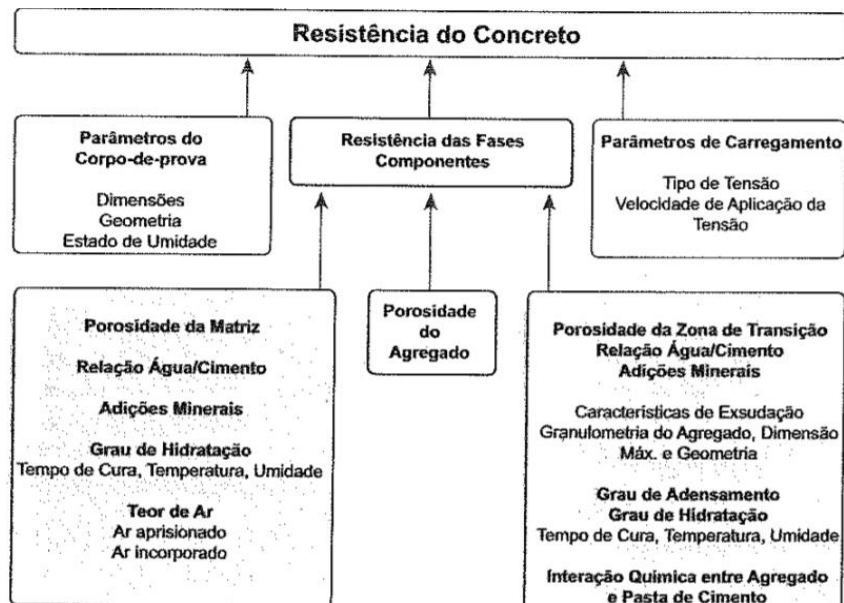 Resistência do Concreto
Parâmetros do
Corpo-de-prova
Dimensões
Geometria
Estado de Umidade
Resistência das Fases
Componentes
Parâmetros de Carregamento
Tipo de Tensão
Velocidade de Aplicação da
Tensão
Porosidade da Matriz
Relação Água/Cimento
Adições Minerais
Grau de Hidratação
Tempo de Cura, Temperatura, Umidade
Teor de Ar
Ar aprisionado
Ar incorporado
Porosidade
do
Agregado
Porosidade da Zona de Transição
Relação Água/Cimento
Adições Minerais
Características de Exsudação
Granulometria do Agregado, Dimensão
Máx. e Geometria
Grau de Adensamento
Grau de Hidratação
Tempo de Cura, Temperatura, Umidade
Interação Química entre Agregado
e Pasta de Cimento